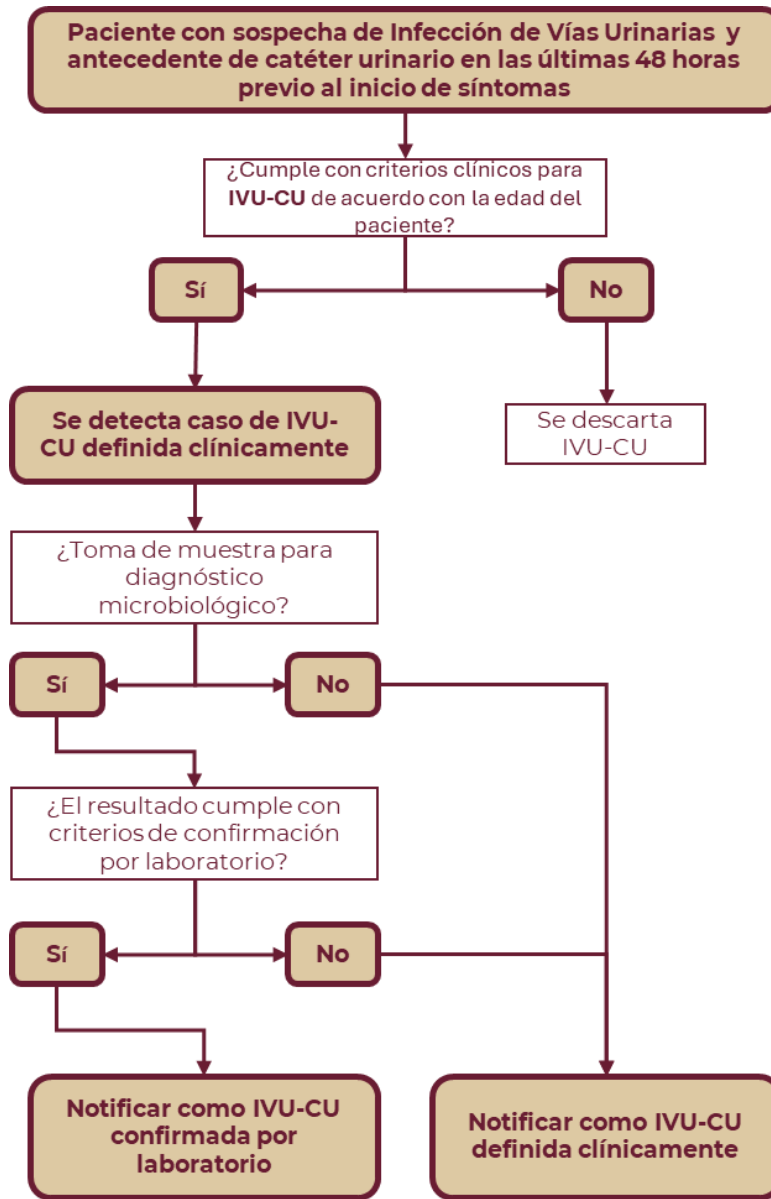 Paciente con sospecha de Infección de Vías Urinarias y
antecedente de catéter urinario en las últimas 48 horas
previo al inicio de síntomas
¿Cumple con criterios clínicos para
IVU-CU de acuerdo con la edad del
paciente?
Sí
No
Se detecta caso de IVU-
CU definida clínicamente
Se descarta
IVU-CU
¿Toma de muestra para
diagnóstico
microbiológico?
Sí
No
¿El resultado cumple con
criterios de confirmación
por laboratorio?
Sí
No
Notificar como IVU-CU
confirmada por
laboratorio
Notificar como IVU-CU
definida clínicamente